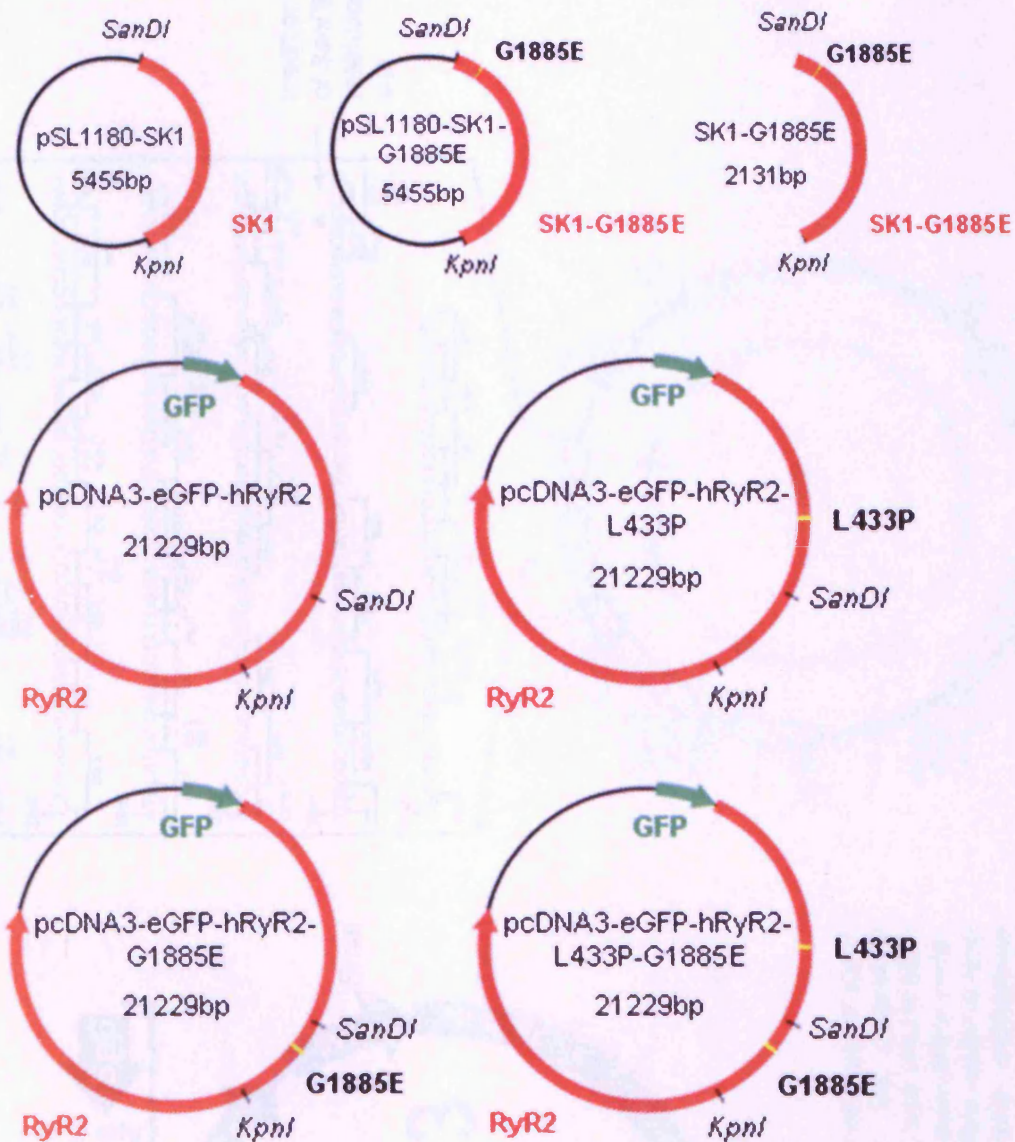 SanDI
pSL1180-SK1
5455bp
SK1
KpnI
SanDI
G1885E
pSL1180-SK1-
G1885E
5455bp
SK1-G1885E
KpnI
SanDI
G1885E
SK1-G1885E
2131bp
SK1-G1885E
KpnI
GFP
pcDNA3-eGFP-hRyR2
21229bp
SanDI
RyR2
KpnI
GFP
pcDNA3-eGFP-hRyR2-
L433P
L433P
21229bp
SanDI
RyR2
KpnI
GFP
pcDNA3-eGFP-hRyR2-
G1885E
21229bp
SanDI
G1885E
RyR2
KpnI
GFP
pcDNA3-eGFP-hRyR2-
L433P-G1885E
L433P
21229bp
SanDI
G1885E
RyR2
KpnI